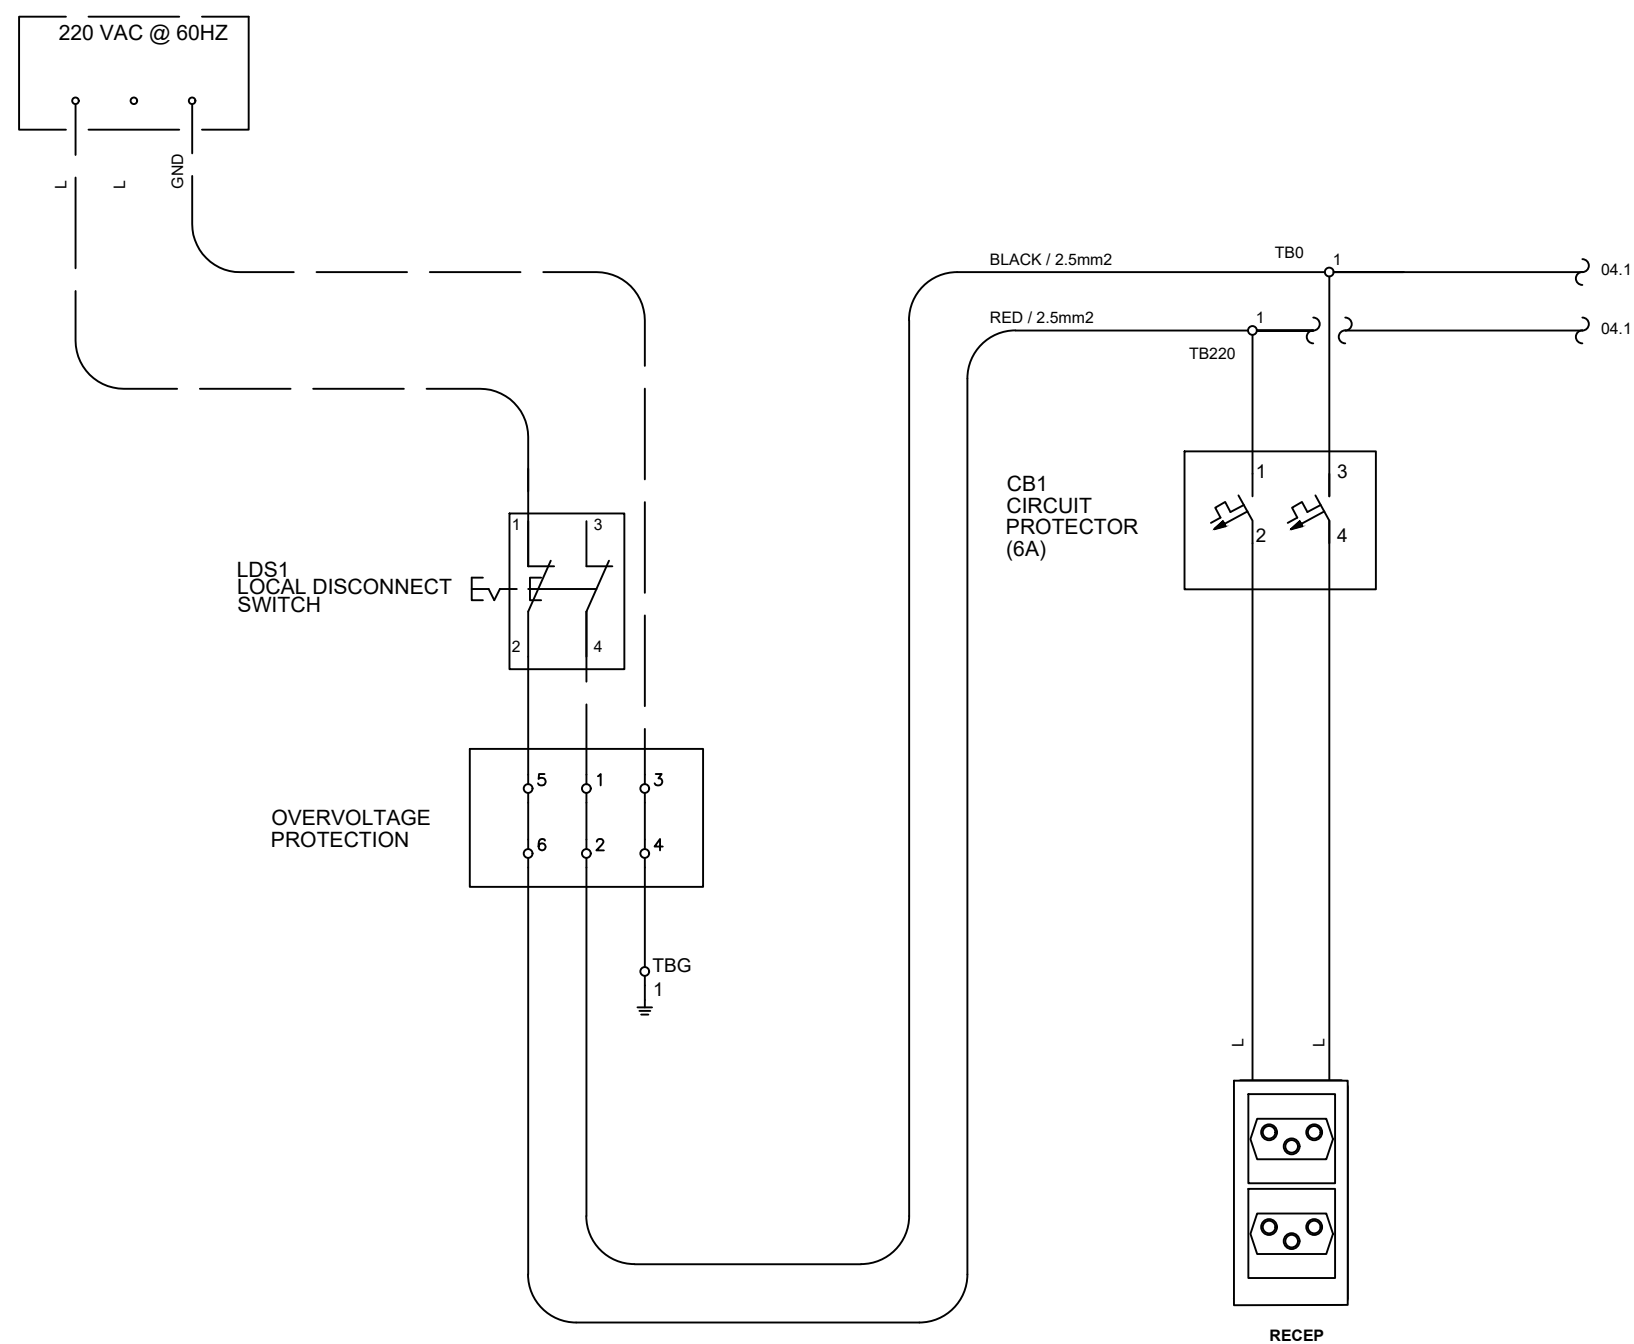 220 VAC @ 60HZ
L
L
GND
BLACK / 2.5mm2
TB0
1
04.1
RED / 2.5mm2
1
04.1
TB220
CB1
CIRCUIT
PROTECTOR
(6A)
1
3
2
4
LDS1
LOCAL DISCONNECT
SWITCH
1
3
2
4
OVERVOLTAGE
PROTECTION
5
1
3
6
2
4
TBG
1
L
L
RECEP